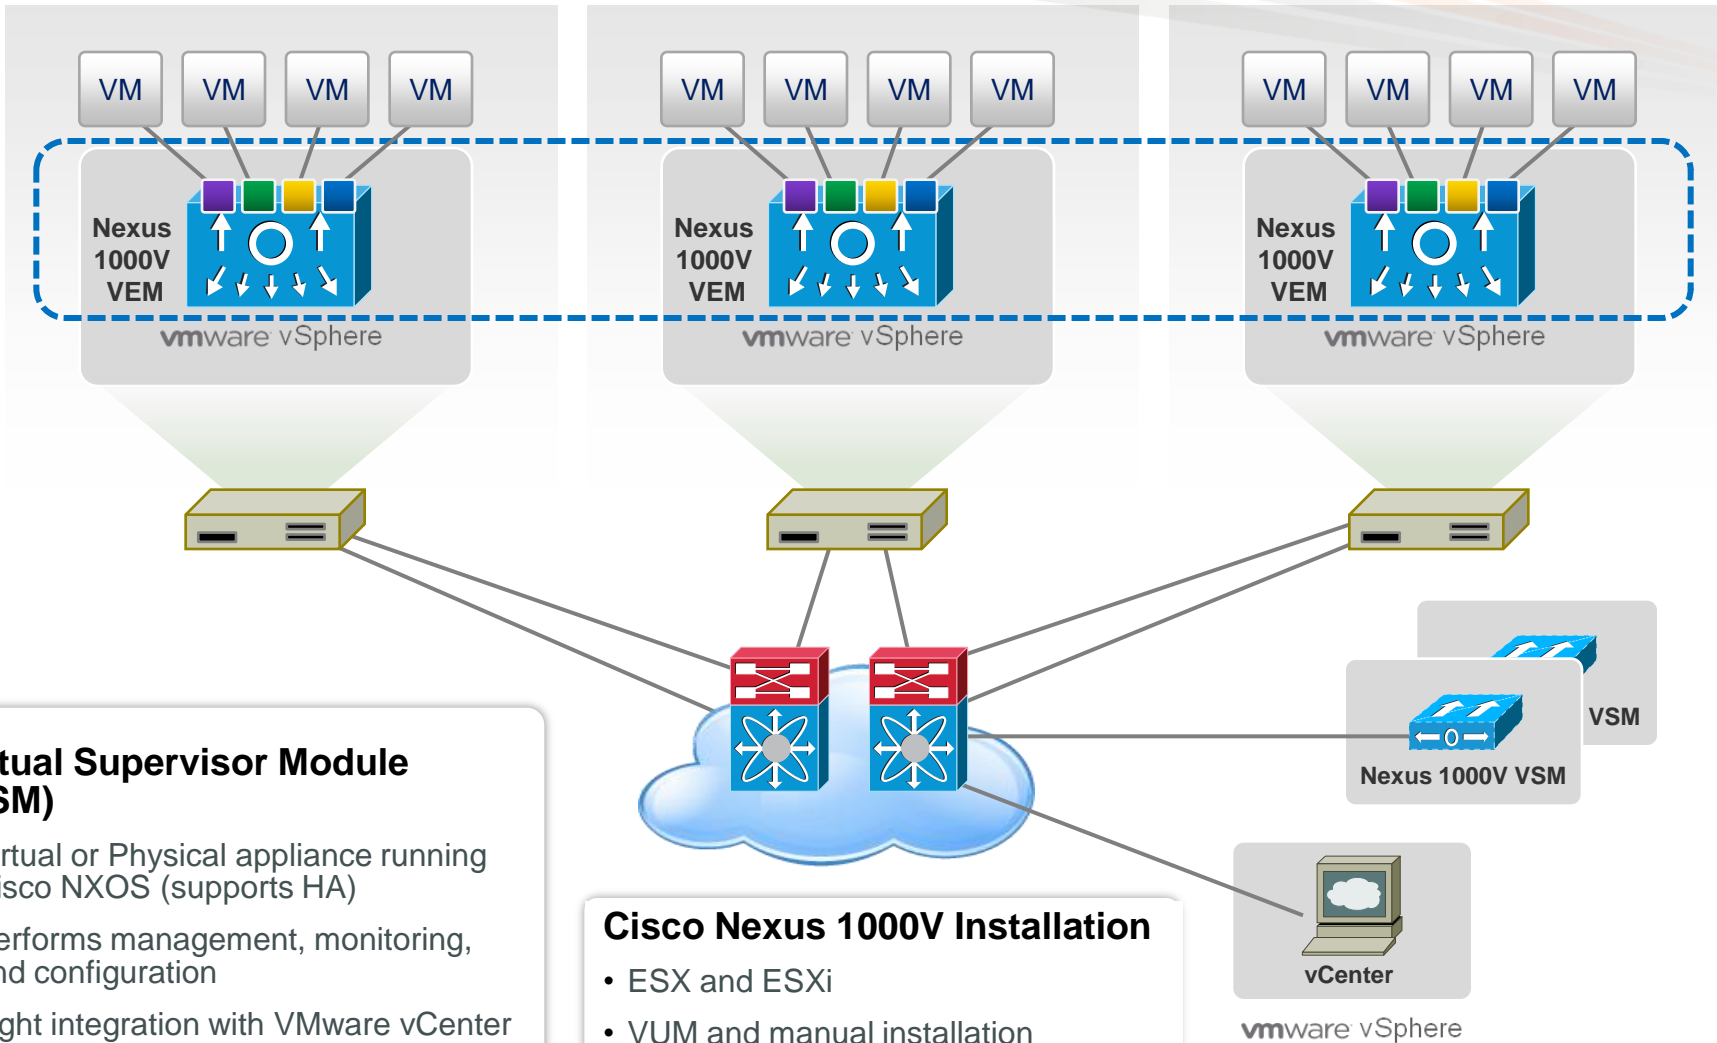 VM VM VM VM
VM VM VM VM
VM VM VM VM
Nexus
1000V
VEM
vmware vSphere
Nexus
1000V
VEM
vmware vSphere
Nexus
1000V
VEM
vmware vSphere
VSM
Nexus 1000V VSM
vCenter
vmware vSphere
tual Supervisor Module
SM)
rtual or Physical appliance running
isco NXOS (supports HA)
erforms management, monitoring,
nd configuration
ght integration with VMware vCenter
Cisco Nexus 1000V Installation
• ESX and ESXi
• VUM and manual installation